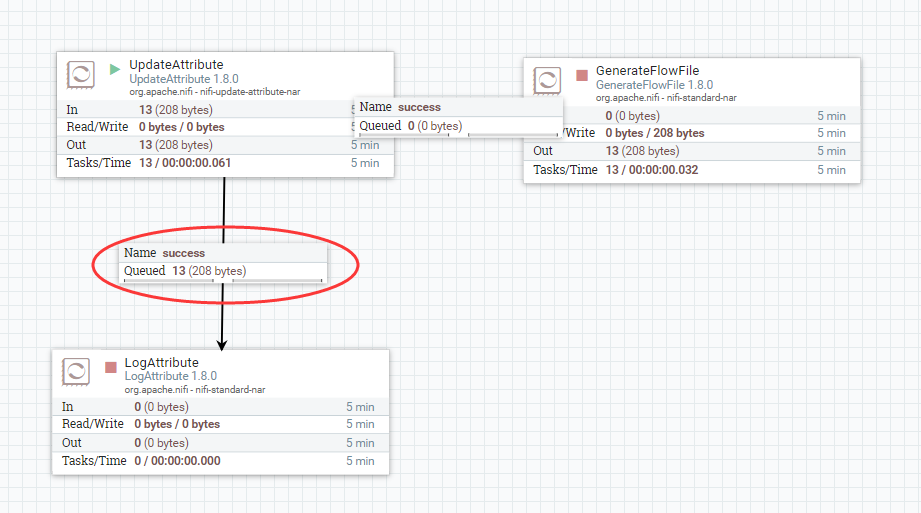 UpdateAttribute
UpdateAttribute 1.8.0
org.apache.nifi - nifi-update-attribute-nar
In 13 (208 bytes) 5
Read/Write 0 bytes / 0 bytes
Out 13 (208 bytes) 5 min
Tasks/Time 13 / 00:00:00.061 5 min
Name success
Queued 0 (0 bytes)
GenerateFlowFile
GenerateFlowFile 1.8.0
org.apache.nifi - nifi-standard-nar
0 (0 bytes) 5 min
/Write 0 bytes / 208 bytes 5 min
Out 13 (208 bytes) 5 min
Tasks/Time 13 / 00:00:00.032 5 min
Name success
Queued 13 (208 bytes)
LogAttribute
LogAttribute 1.8.0
org.apache.nifi - nifi-standard-nar
In 0 (0 bytes) 5 min
Read/Write 0 bytes / 0 bytes 5 min
Out 0 (0 bytes) 5 min
Tasks/Time 0 / 00:00:00.000 5 min